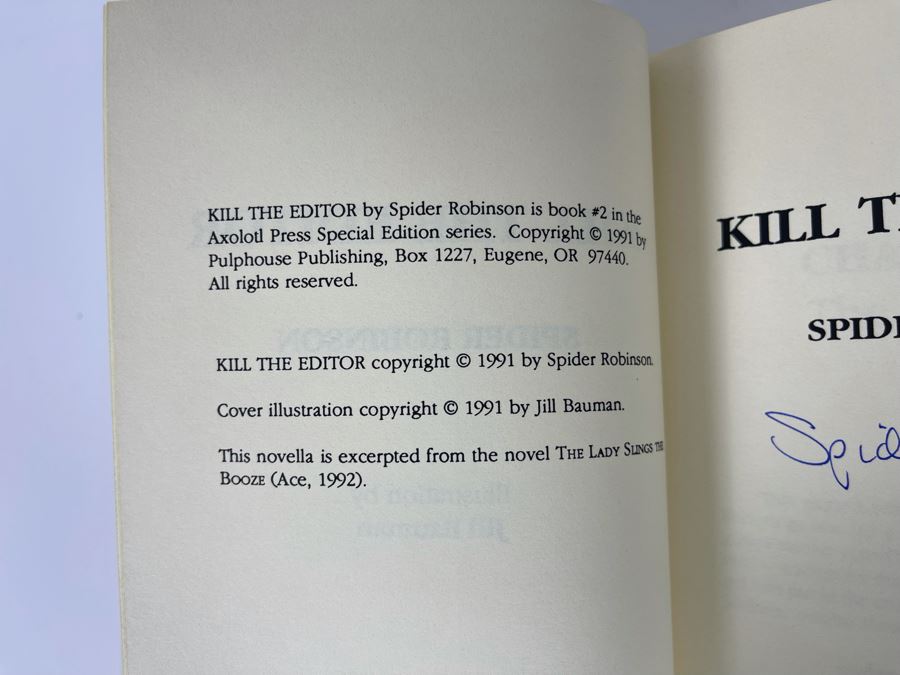 KILL THE EDITOR by Spider Robinson is book #2 in the
Axolotl Press Special Edition series. Copyright © 1991 by
Pulphouse Publishing, Box 1227, Eugene, OR 97440.
All rights reserved.
KILL THE EDITOR copyright © 1991 by Spider Robinson.
Cover illustration copyright © 1991 by Jill Bauman.
This novella is excerpted from the novel THE LADY SLINGS THE
BOOZE (Ace, 1992).
KILL T
SPID
Spid